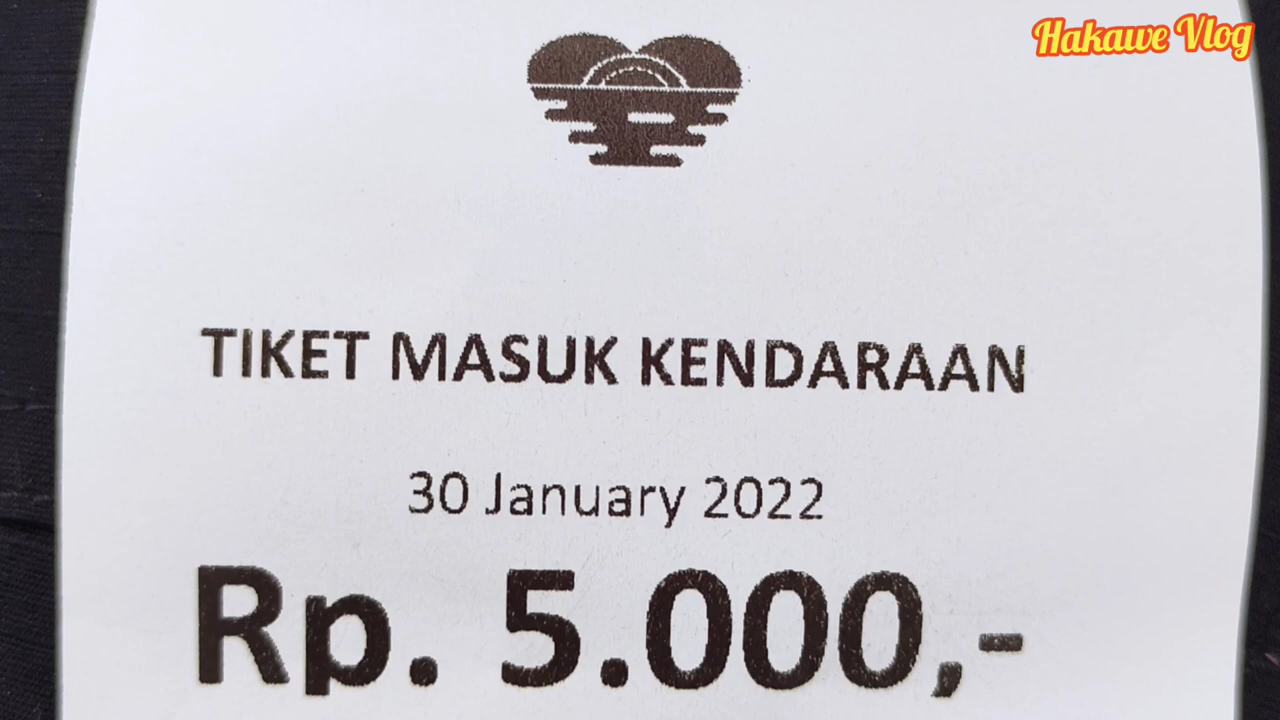 Hakawe Vlog
TIKET MASUK KENDARAAN
30 January 2022
Rp. 5.000,-